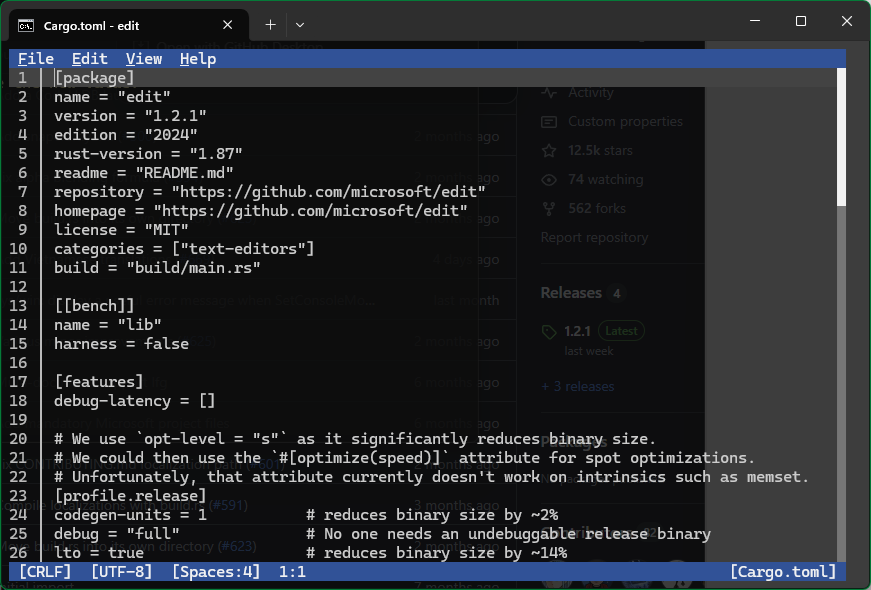 Cargo.toml - edit
File Edit View Help
1 [package]
2 name = "edit"
3 version = "1.2.1"
4 edition = "2024"
5 rust-version = "1.87"
6 readme = "README.md"
7 repository = "https://github.com/microsoft/edit"
8 homepage = "https://github.com/microsoft/edit"
9 license = "MIT"
10 categories = ["text-editors"]
11 build = "build/main.rs"
12
13 [[bench]]
14 name = "lib"
15 harness = false
16
17 [features]
18 debug-latency = []
19
20 # We use `opt-level = "s"` as it significantly reduces binary size.
21 # We could then use the `#[optimize(speed)]` attribute for spot optimizations.
22 # Unfortunately, that attribute currently doesn't work on intrinsics such as memset.
23 [profile.release]
24 codegen-units = 1 # reduces binary size by ~2%
25 debug = "full" # No one needs an undebuggable release binary
26 lto = true # reduces binary size by ~14%
[CRLF] [UTF-8] [Spaces:4] 1:1 [Cargo.toml]
Activity
Custom properties
12.5k stars
74 watching
562 forks
Report repository
Releases 4
1.2.1 Latest
last week
+ 3 releases
Packages